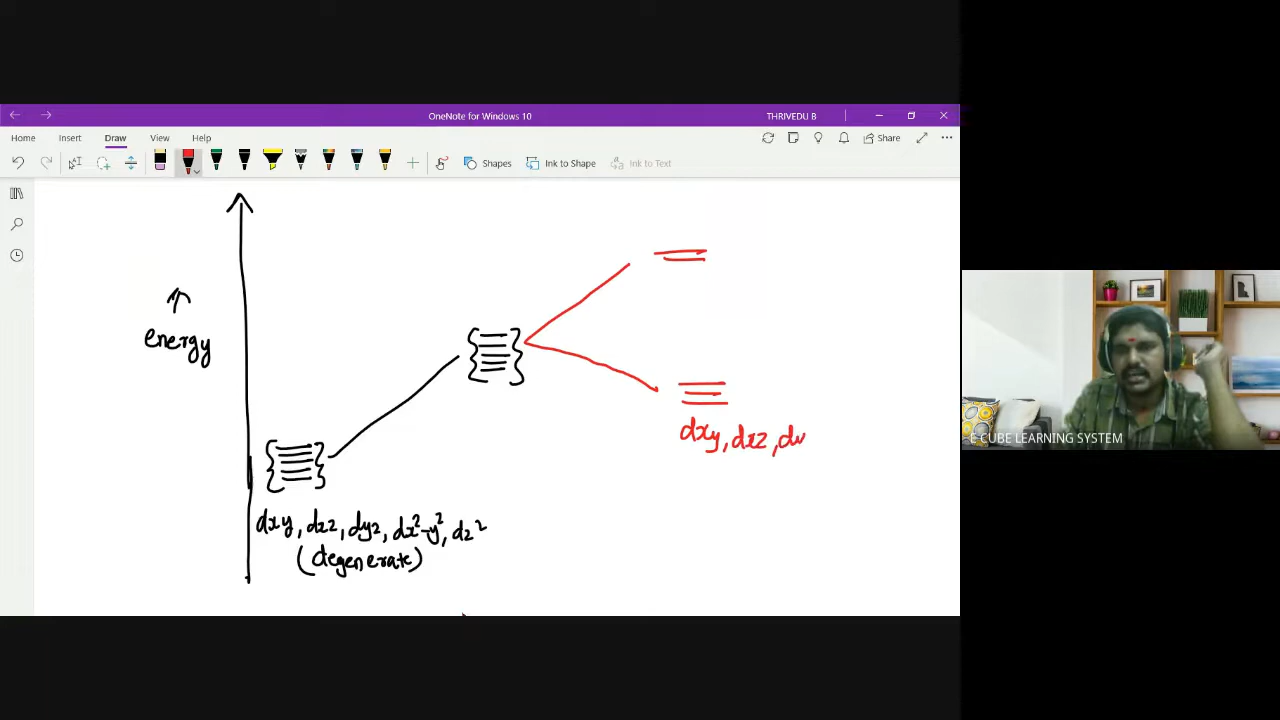 OneNote for Windows 10
THRIVEDU B
Home Insert Draw View Help
Share
Shapes Ink to Shape Ink to Text
↑
energy
dxy, dxz, dyz, dx²-y², dz²
(degenerate)
dxy, dxz, dy
E CUBE LEARNING SYSTEM